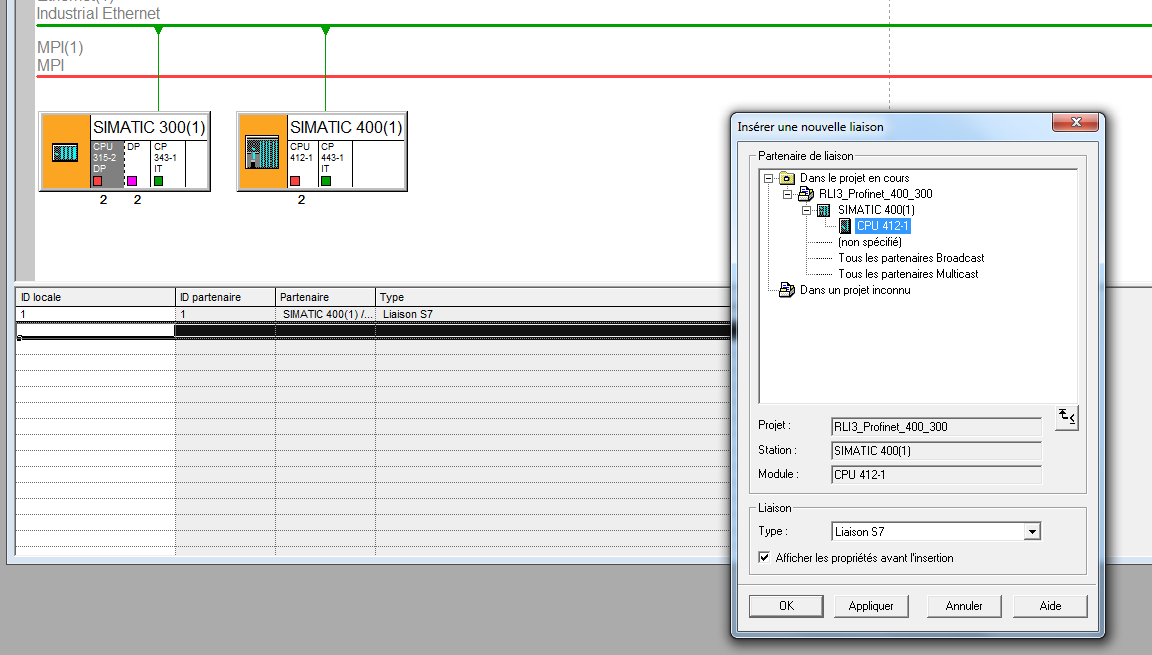 Ethernet(1)
Industrial Ethernet
MPI(1)
MPI
SIMATIC 300(1)
CPU 315-2 DP
DP
CP 343-1 IT
2
2
SIMATIC 400(1)
CPU 412-1
CP 443-1 IT
2
ID locale
ID partenaire
Partenaire
Type
1
1
SIMATIC 400(1) /...
Liaison S7
Insérer une nouvelle liaison
Partenaire de liaison
Dans le projet en cours
RLI3_Profinet_400_300
SIMATIC 400(1)
CPU 412-1
(non spécifié)
Tous les partenaires Broadcast
Tous les partenaires Multicast
Dans un projet inconnu
Projet :
RLI3_Profinet_400_300
Station :
SIMATIC 400(1)
Module :
CPU 412-1
Liaison
Type :
Liaison S7
Afficher les propriétés avant l'insertion
OK
Appliquer
Annuler
Aide